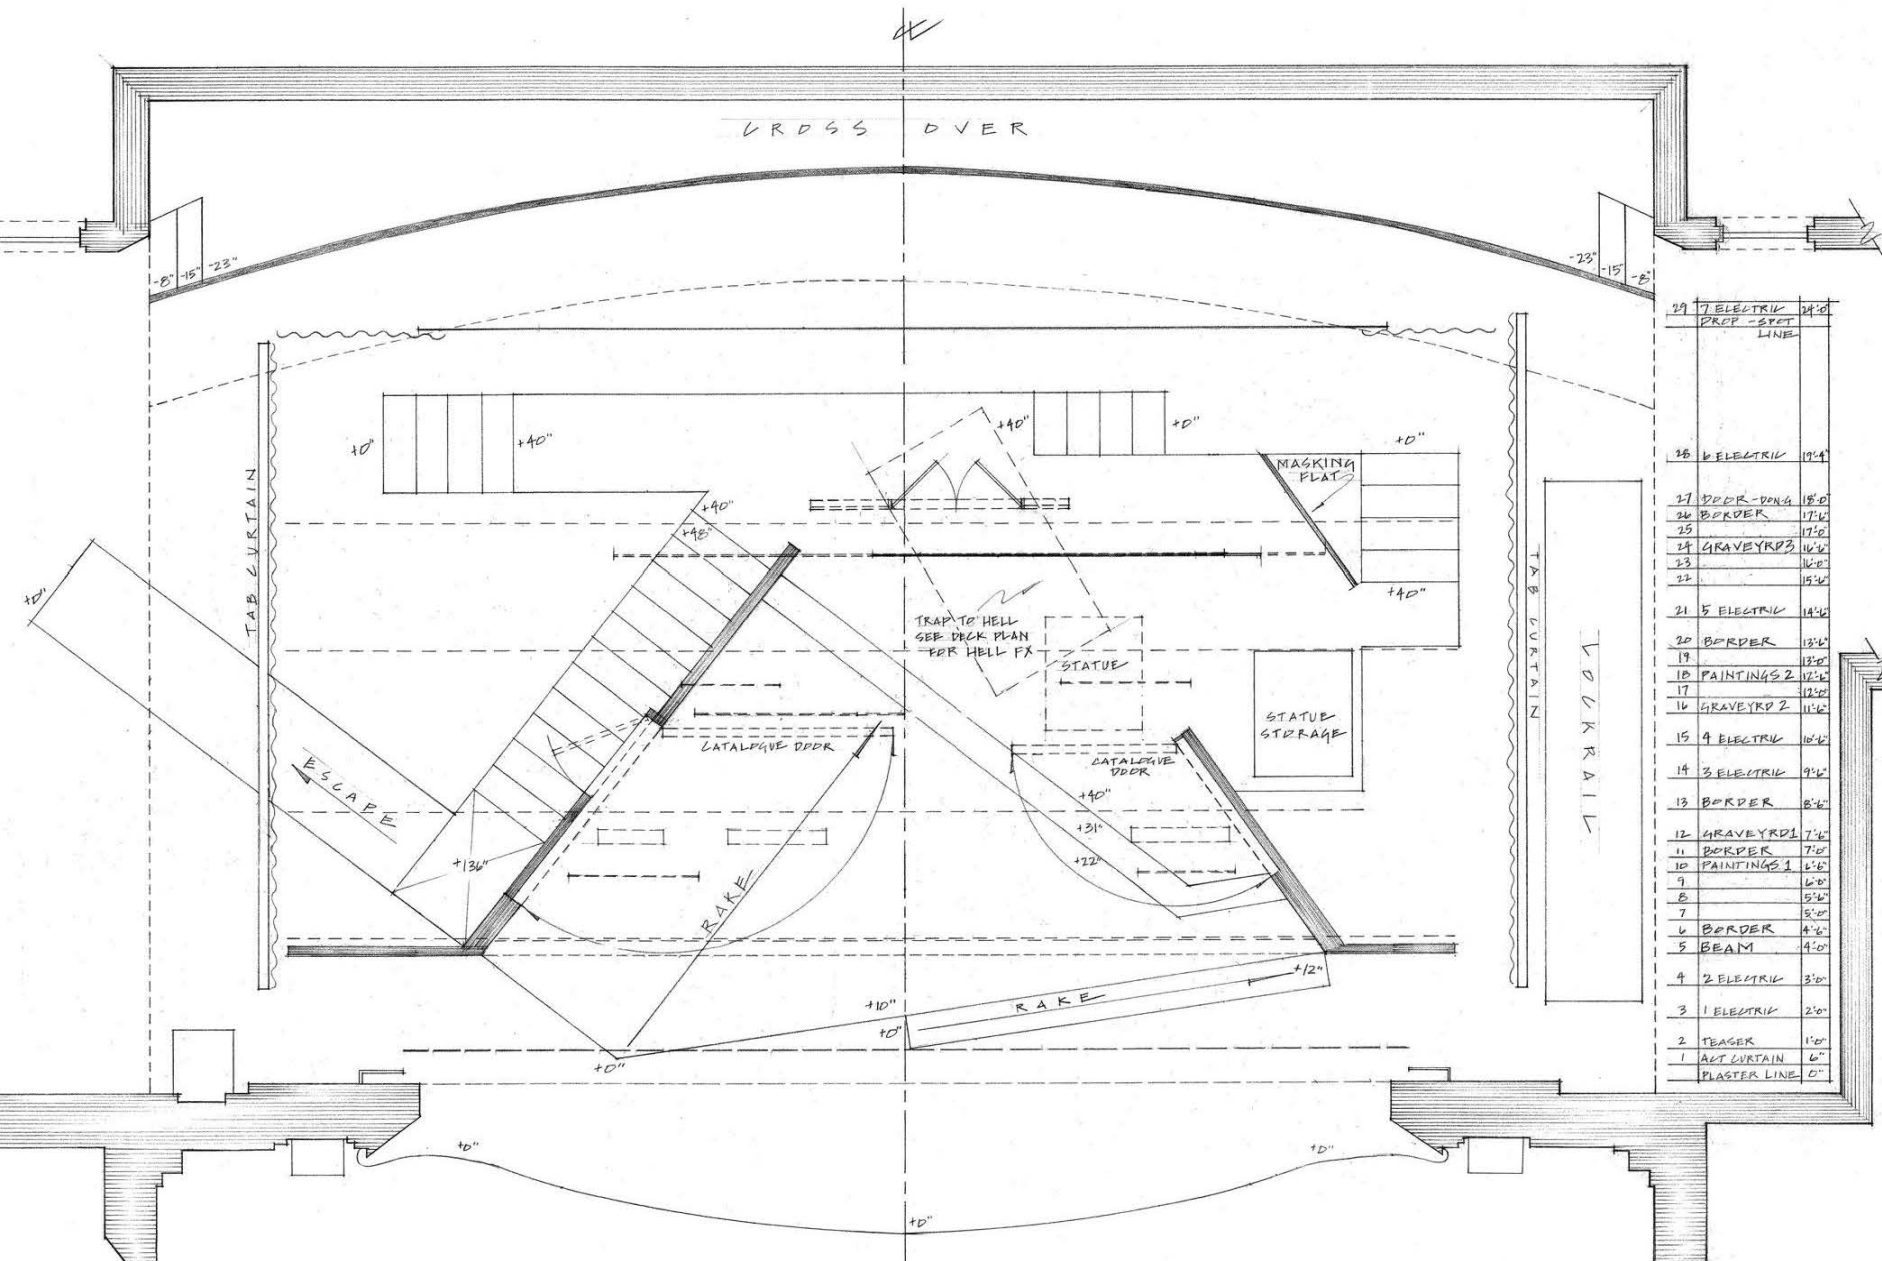 CROSS OVER
-8" -15" -23"
-23" -15" -8"
+0"
+40"
+40"
+0"
+0"
MASKING
FLAT
TAB CURTAIN
+40"
+48"
+0"
+40"
TRAP TO HELL
SEE DECK PLAN
FOR HELL FX
STATUE
TAB CURTAIN
LOCKRAIL
STATUE
STORAGE
CATALOGUE DOOR
CATALOGUE
DOOR
ESCAPE
+40"
+31"
+22"
+136"
RAKE
+12"
+10"
RAKE
+0"
+0"
+0"
+0"
+0"
29 7 ELECTRIC 24'-0"
DROP - SPOT
LINE
28 6 ELECTRIC 19'-4"
27 DOOR-DON G 18'-0"
26 BORDER 17'-6"
25 17'-0"
24 GRAVEYRD3 16'-6"
23 16'-0"
22 15'-6"
21 5 ELECTRIC 14'-6"
20 BORDER 13'-6"
19 13'-0"
18 PAINTINGS 2 12'-6"
17 12'-0"
16 GRAVEYRD 2 11'-6"
15 4 ELECTRIC 10'-6"
14 3 ELECTRIC 9'-6"
13 BORDER 8'-6"
12 GRAVEYRD1 7'-6"
11 BORDER 7'-0"
10 PAINTINGS 1 6'-6"
9 6'-0"
8 5'-6"
7 5'-0"
6 BORDER 4'-6"
5 BEAM 4'-0"
4 2 ELECTRIC 3'-0"
3 1 ELECTRIC 2'-0"
2 TEASER 1'-0"
1 ACT CURTAIN 6"
PLASTER LINE 0"